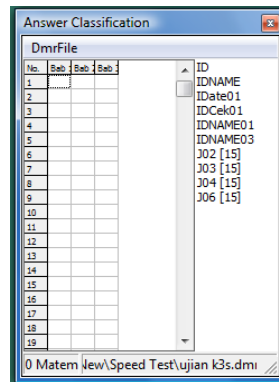 Answer Classification
DmrFile
No. Bab Bab Bab
1
2
3
4
5
6
7
8
9
10
11
12
13
14
15
16
17
18
19
ID
IDNAME
IDate01
IDCek01
IDNAME01
IDNAME03
J02 [15]
J03 [15]
J04 [15]
J06 [15]
0 Matem New\Speed Test\ujian k3s.dmr